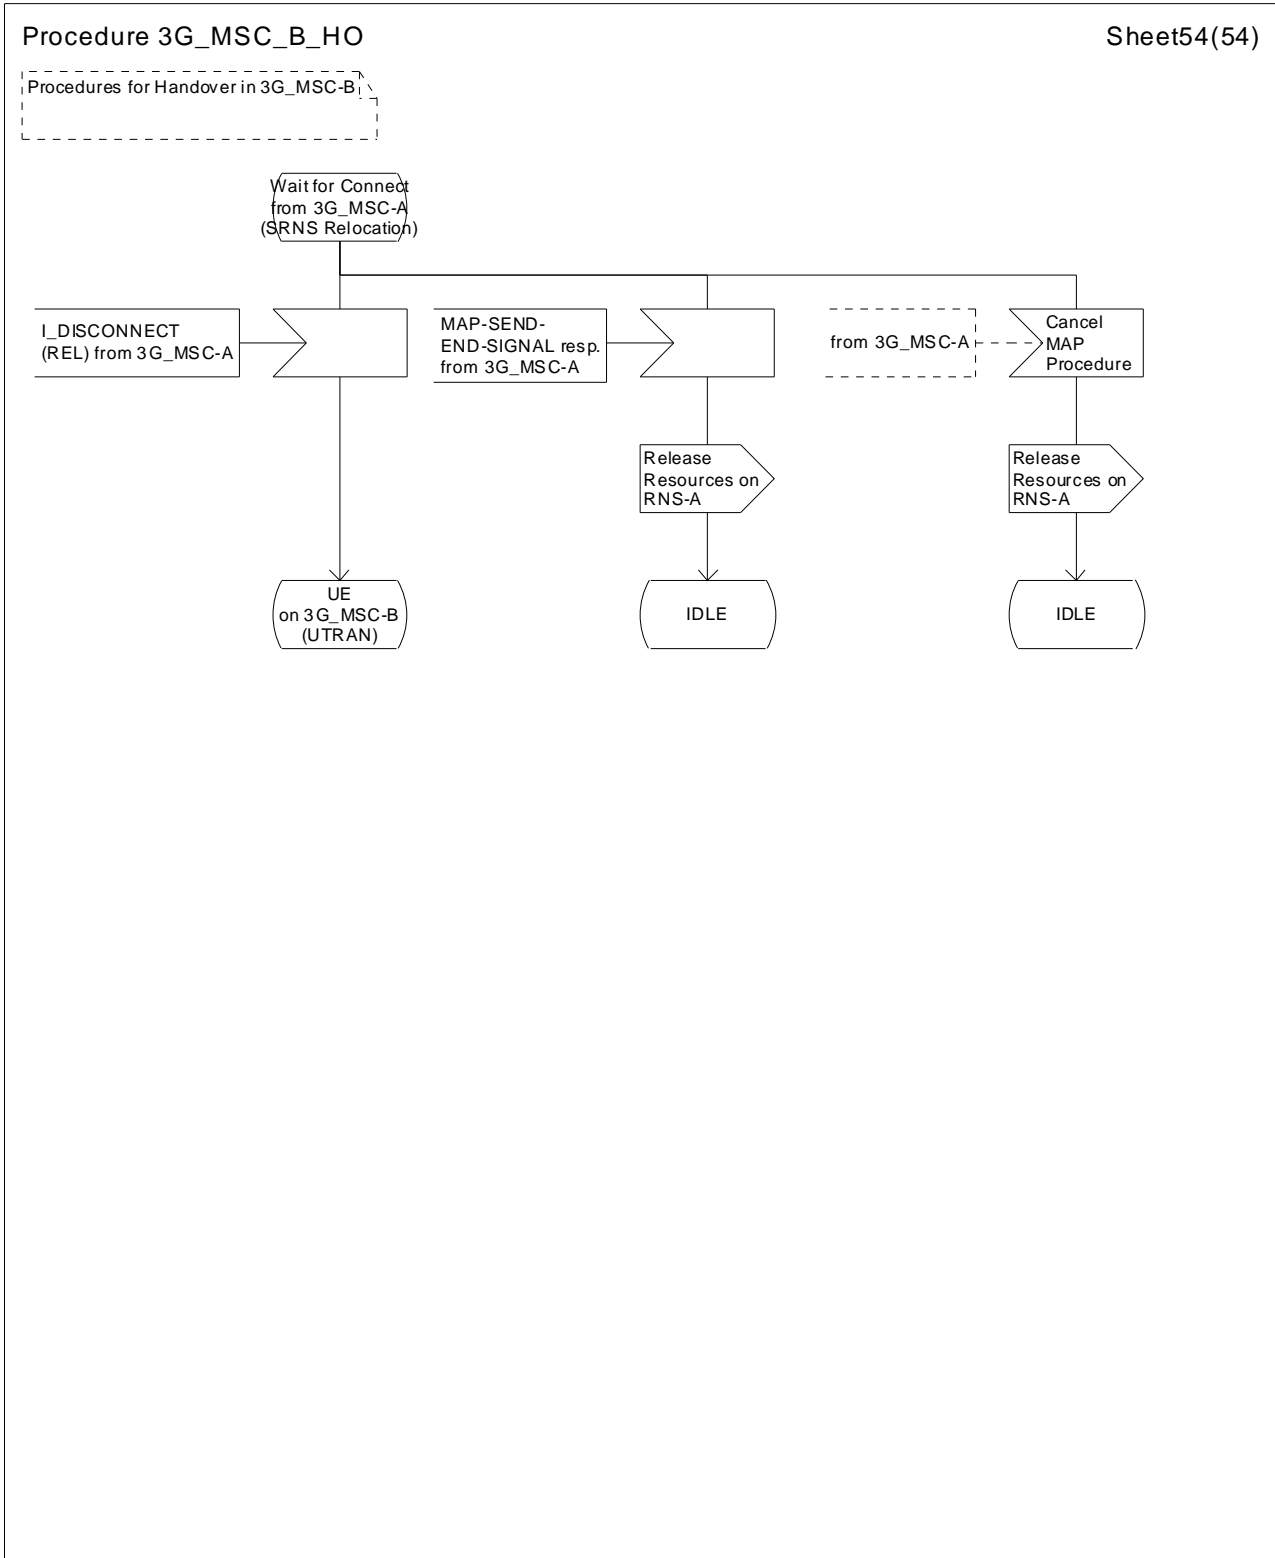 Procedure 3G_MSC_B_HO
Sheet54(54)
Procedures for Handover in 3G_MSC-B
Wait for Connect
from 3G_MSC-A
(SRNS Relocation)
I_DISCONNECT
(REL) from 3G_MSC-A
MAP-SEND-
END-SIGNAL resp.
from 3G_MSC-A
from 3G_MSC-A
Cancel
MAP
Procedure
Release
Resources on
RNS-A
Release
Resources on
RNS-A
UE
on 3G_MSC-B
(UTRAN)
IDLE
IDLE